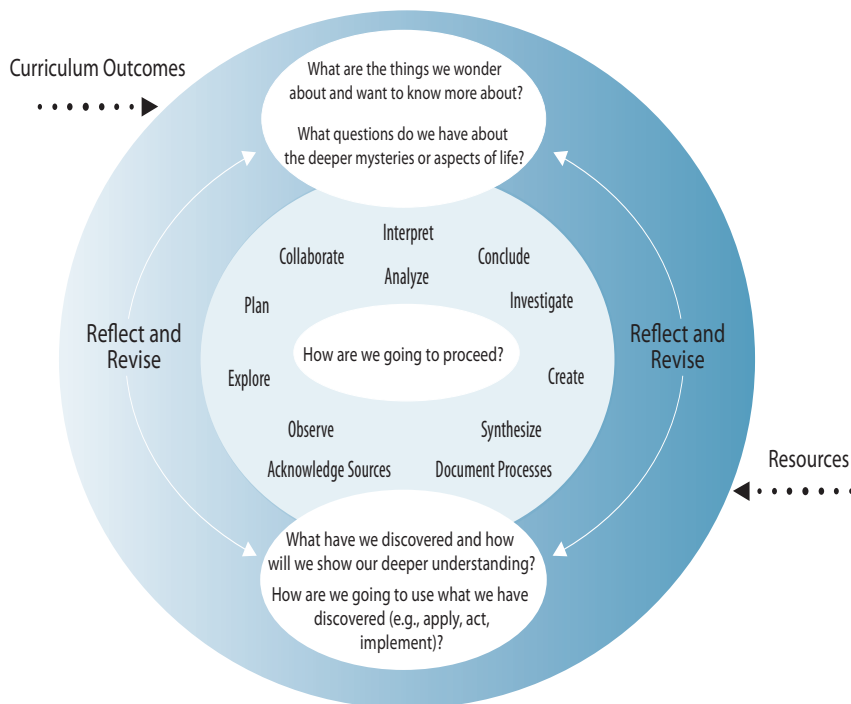 Curriculum Outcomes
What are the things we wonder
about and want to know more about?
What questions do we have about
the deeper mysteries or aspects of life?
Interpret
Collaborate
Conclude
Analyze
Plan
Investigate
Reflect and
Revise
How are we going to proceed?
Reflect and
Revise
Explore
Create
Observe
Synthesize
Acknowledge Sources
Document Processes
Resources
What have we discovered and how
will we show our deeper understanding?
How are we going to use what we have
discovered (e.g., apply, act,
implement)?